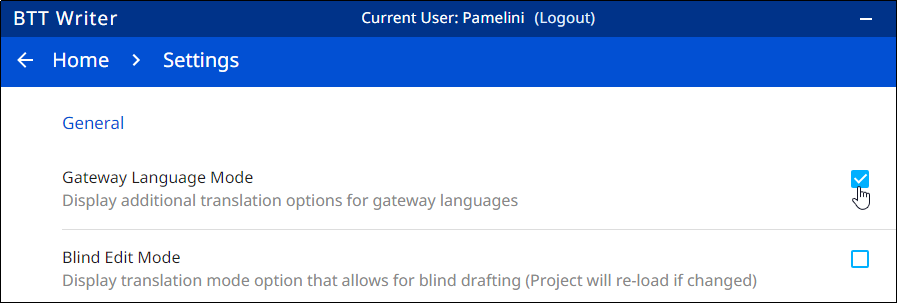 BTT Writer Current User: Pamelini (Logout)
Home Settings
General
Gateway Language Mode
Display additional translation options for gateway languages
Blind Edit Mode
Display translation mode option that allows for blind drafting (Project will re-load if changed)